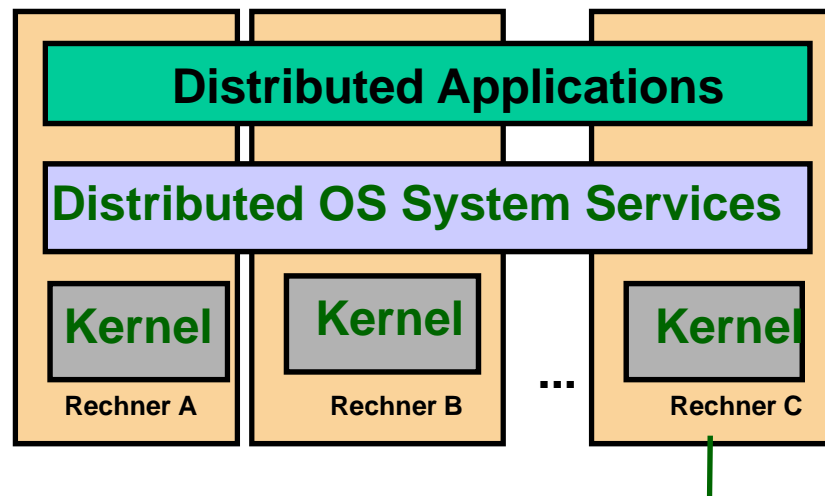 Distributed Applications
Distributed OS System Services
Kernel Kernel Kernel
...
Rechner A Rechner B Rechner C